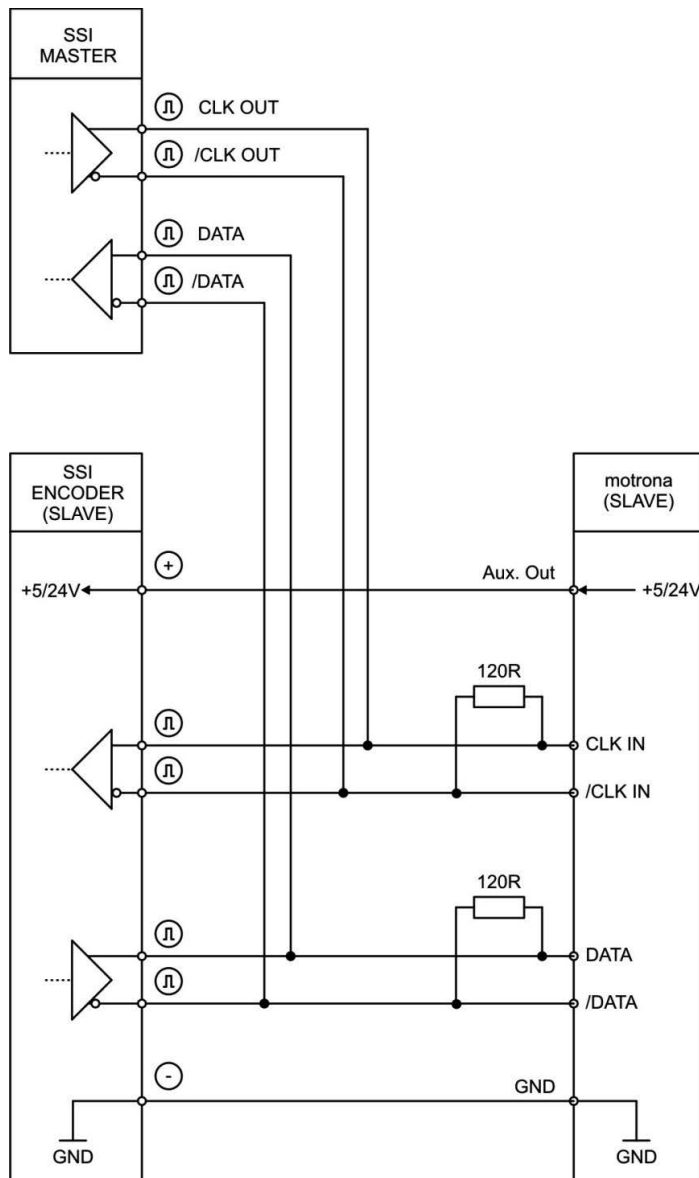 SSI
MASTER
CLK OUT
/CLK OUT
DATA
/DATA
SSI
ENCODER
(SLAVE)
motrona
(SLAVE)
+
Aux. Out
+5/24V
+5/24V
120R
CLK IN
/CLK IN
120R
DATA
/DATA
-
GND
GND
GND